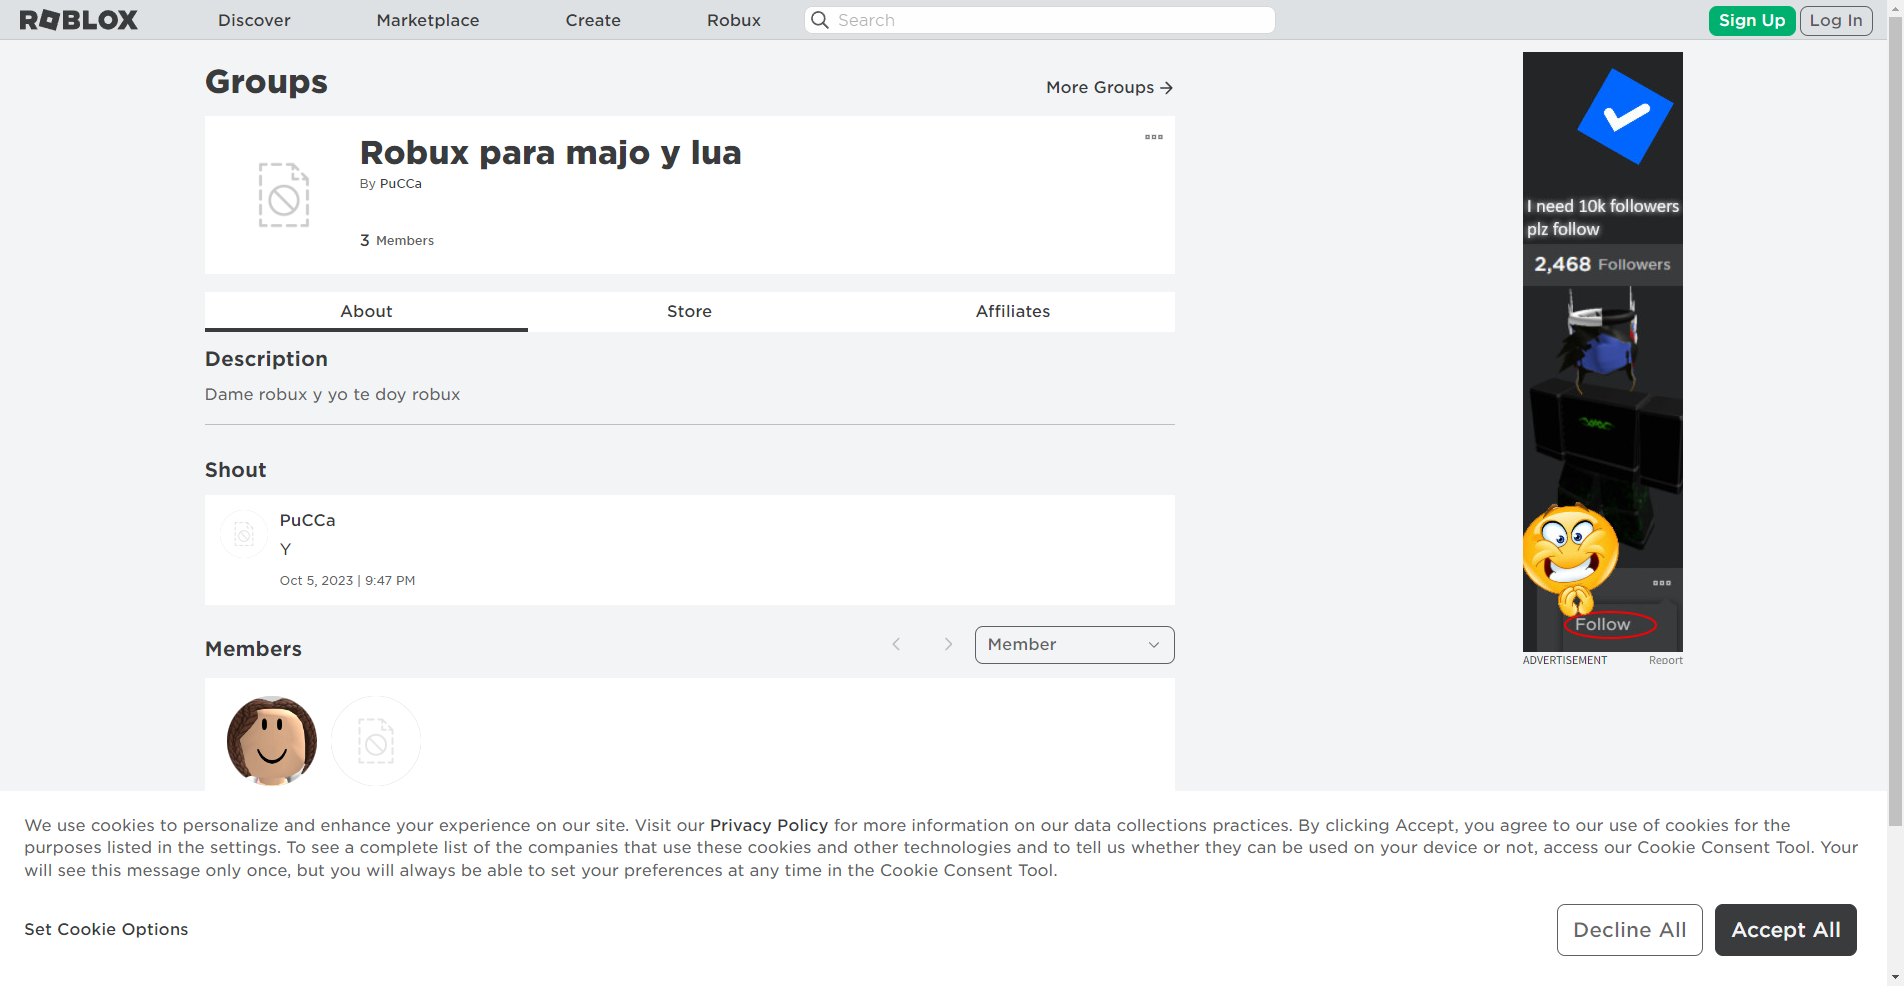 ROBLOX Discover Marketplace Create Robux Search Sign Up Log In
Groups
More Groups
Robux para majo y lua
By PuCCa
3 Members
About Store Affiliates
Description
Dame robux y yo te doy robux
Shout
PuCCa
Y
Oct 5, 2023 | 9:47 PM
Members
Member
I need 10k followers
plz follow
2,468 Followers
Follow
ADVERTISEMENT Report
We use cookies to personalize and enhance your experience on our site. Visit our Privacy Policy for more information on our data collections practices. By clicking Accept, you agree to our use of cookies for the
purposes listed in the settings. To see a complete list of the companies that use these cookies and other technologies and to tell us whether they can be used on your device or not, access our Cookie Consent Tool. Your
will see this message only once, but you will always be able to set your preferences at any time in the Cookie Consent Tool.
Set Cookie Options
Decline All
Accept All